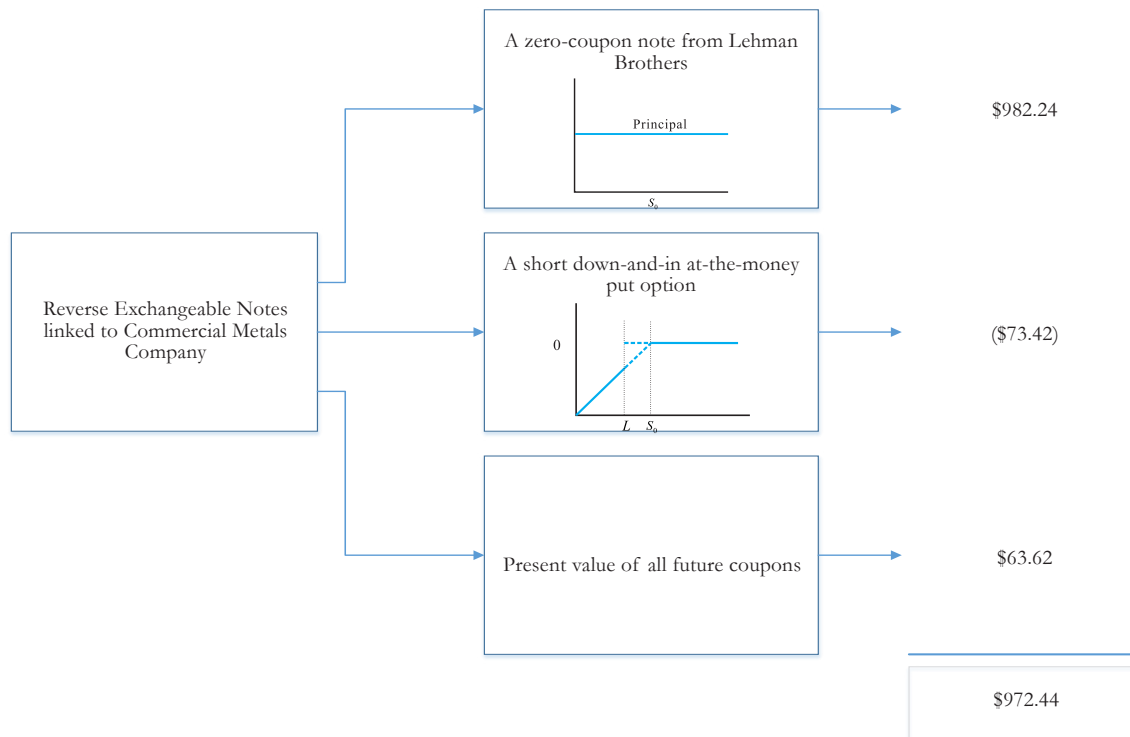 A zero-coupon note from Lehman
Brothers
Principal
S₀
$982.24
Reverse Exchangeable Notes
linked to Commercial Metals
Company
A short down-and-in at-the-money
put option
0
L S₀
($73.42)
Present value of all future coupons
$63.62
$972.44